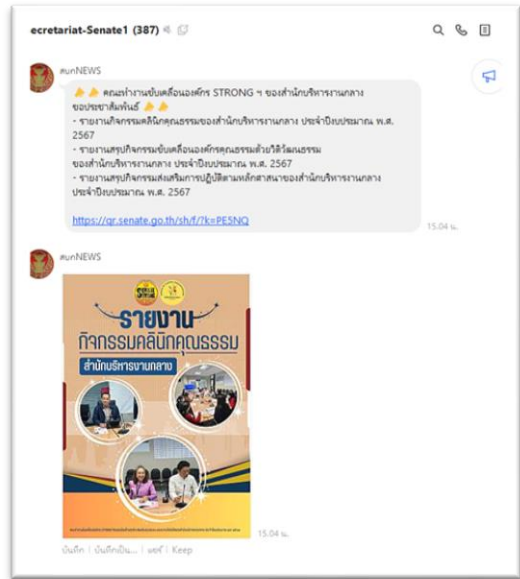 ecretariat-Senate1 (387)
สบกNEWS
คณะทำงานขับเคลื่อนองค์กร STRONG ฯ ของสำนักบริหารงานกลาง
ขอประชาสัมพันธ์
- รายงานกิจกรรมคลินิกคุณธรรมของสำนักบริหารงานกลาง ประจำปีงบประมาณ พ.ศ.
2567
- รายงานสรุปกิจกรรมขับเคลื่อนองค์กรคุณธรรมด้วยวิถีวัฒนธรรม
ของสำนักบริหารงานกลาง ประจำปีงบประมาณ พ.ศ. 2567
- รายงานสรุปกิจกรรมส่งเสริมการปฏิบัติตามหลักศาสนาของสำนักบริหารงานกลาง
ประจำปีงบประมาณ พ.ศ. 2567
https://qr.senate.go.th/sh/f/?k=PE5NQ
15.04 น.
สบกNEWS
รายงาน
กิจกรรมคลินิกคุณธรรม
สำนักบริหารงานกลาง
15.04 น.
บันทึก | บันทึกเป็น... | แชร์ | Keep